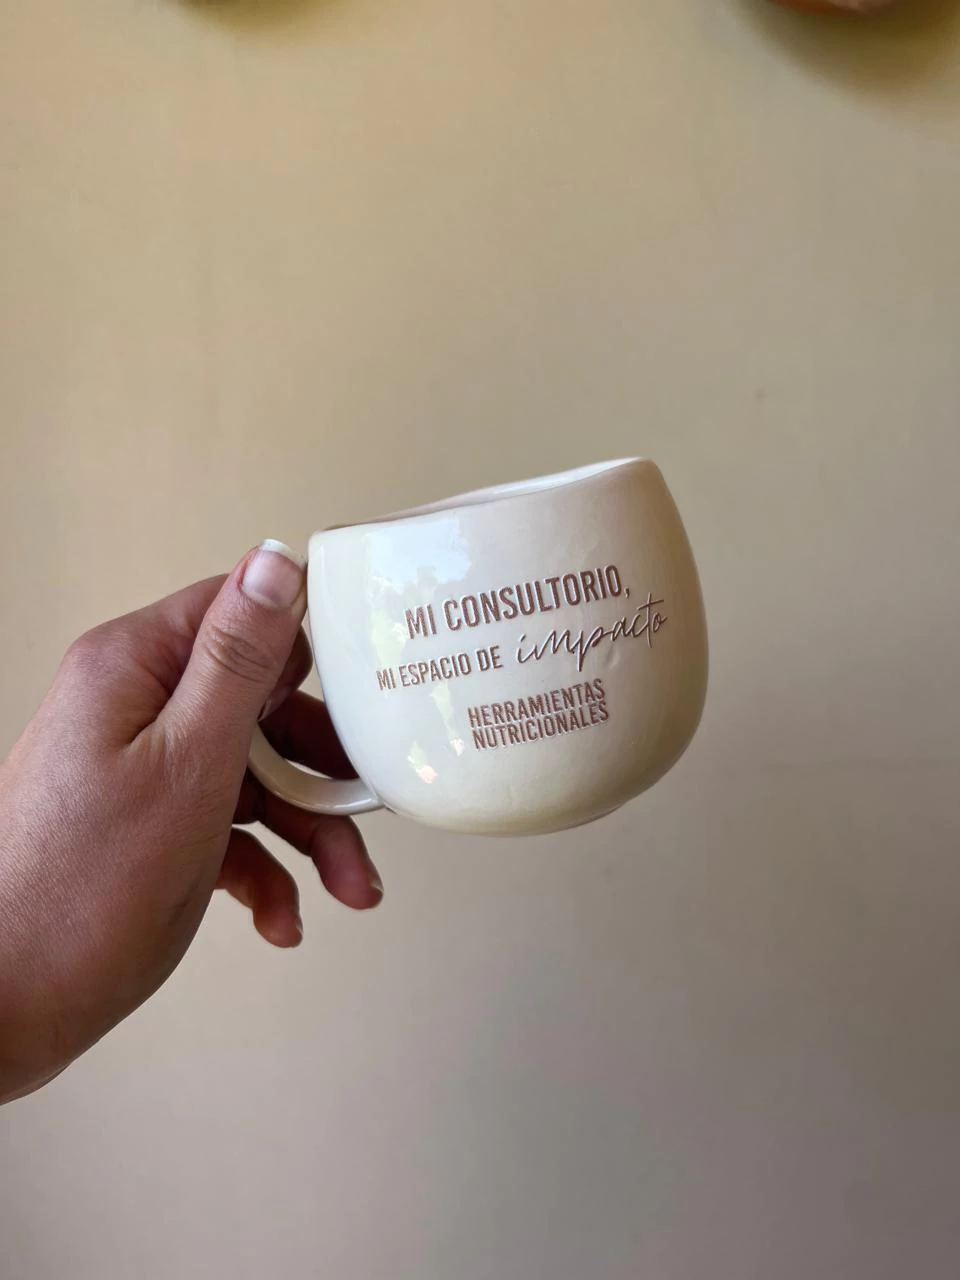 MI CONSULTORIO,
MI ESPACIO DE impacto
HERRAMIENTAS
NUTRICIONALES